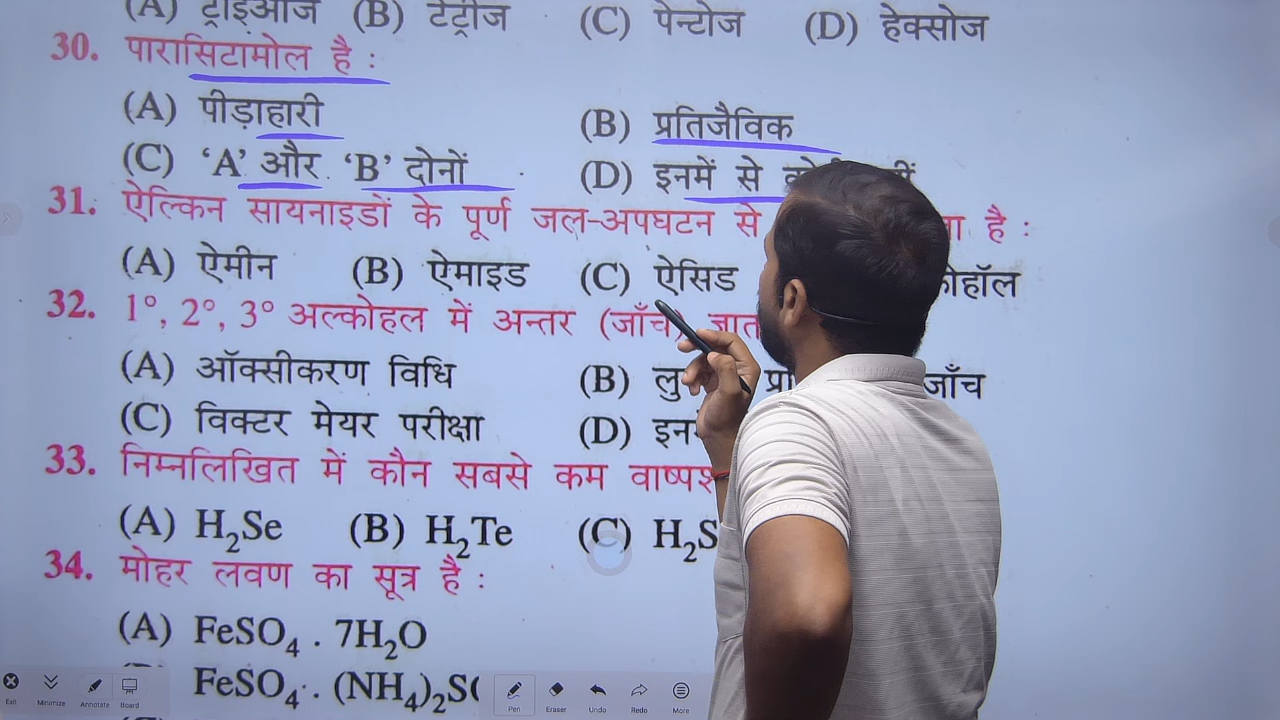 (A) ट्राइओज (B) टेट्रोज (C) पेन्टोज (D) हेक्सोज
30. पारासिटामोल है :
(A) पीड़ाहारी (B) प्रतिजैविक
(C) ‘A’ और ‘B’ दोनों (D) इनमें से
31. ऐल्किन सायनाइडों के पूर्ण जल-अपघटन से है :
(A) ऐमीन (B) ऐमाइड (C) ऐसिड
32. 1°, 2°, 3° अल्कोहल में अन्तर (जाँच)
(A) ऑक्सीकरण विधि (B) जाँच
(C) विक्टर मेयर परीक्षा (D)
33. निम्नलिखित में कौन सबसे कम
(A) H₂Se (B) H₂Te (C) H₂S
34. मोहर लवण का सूत्र है :
(A) FeSO₄ . 7H₂O
FeSO₄ . (NH₄)₂
Exit Minimize Annotate Board Pen Eraser Undo Redo More